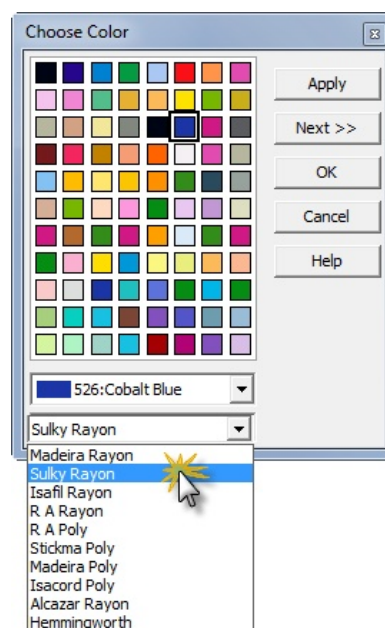 Choose Color
Apply
Next >>
OK
Cancel
Help
526:Cobalt Blue
Sulky Rayon
Madeira Rayon
Sulky Rayon
Isafil Rayon
R A Rayon
R A Poly
Stickma Poly
Madeira Poly
Isacord Poly
Alcazar Rayon
Hemmingworth